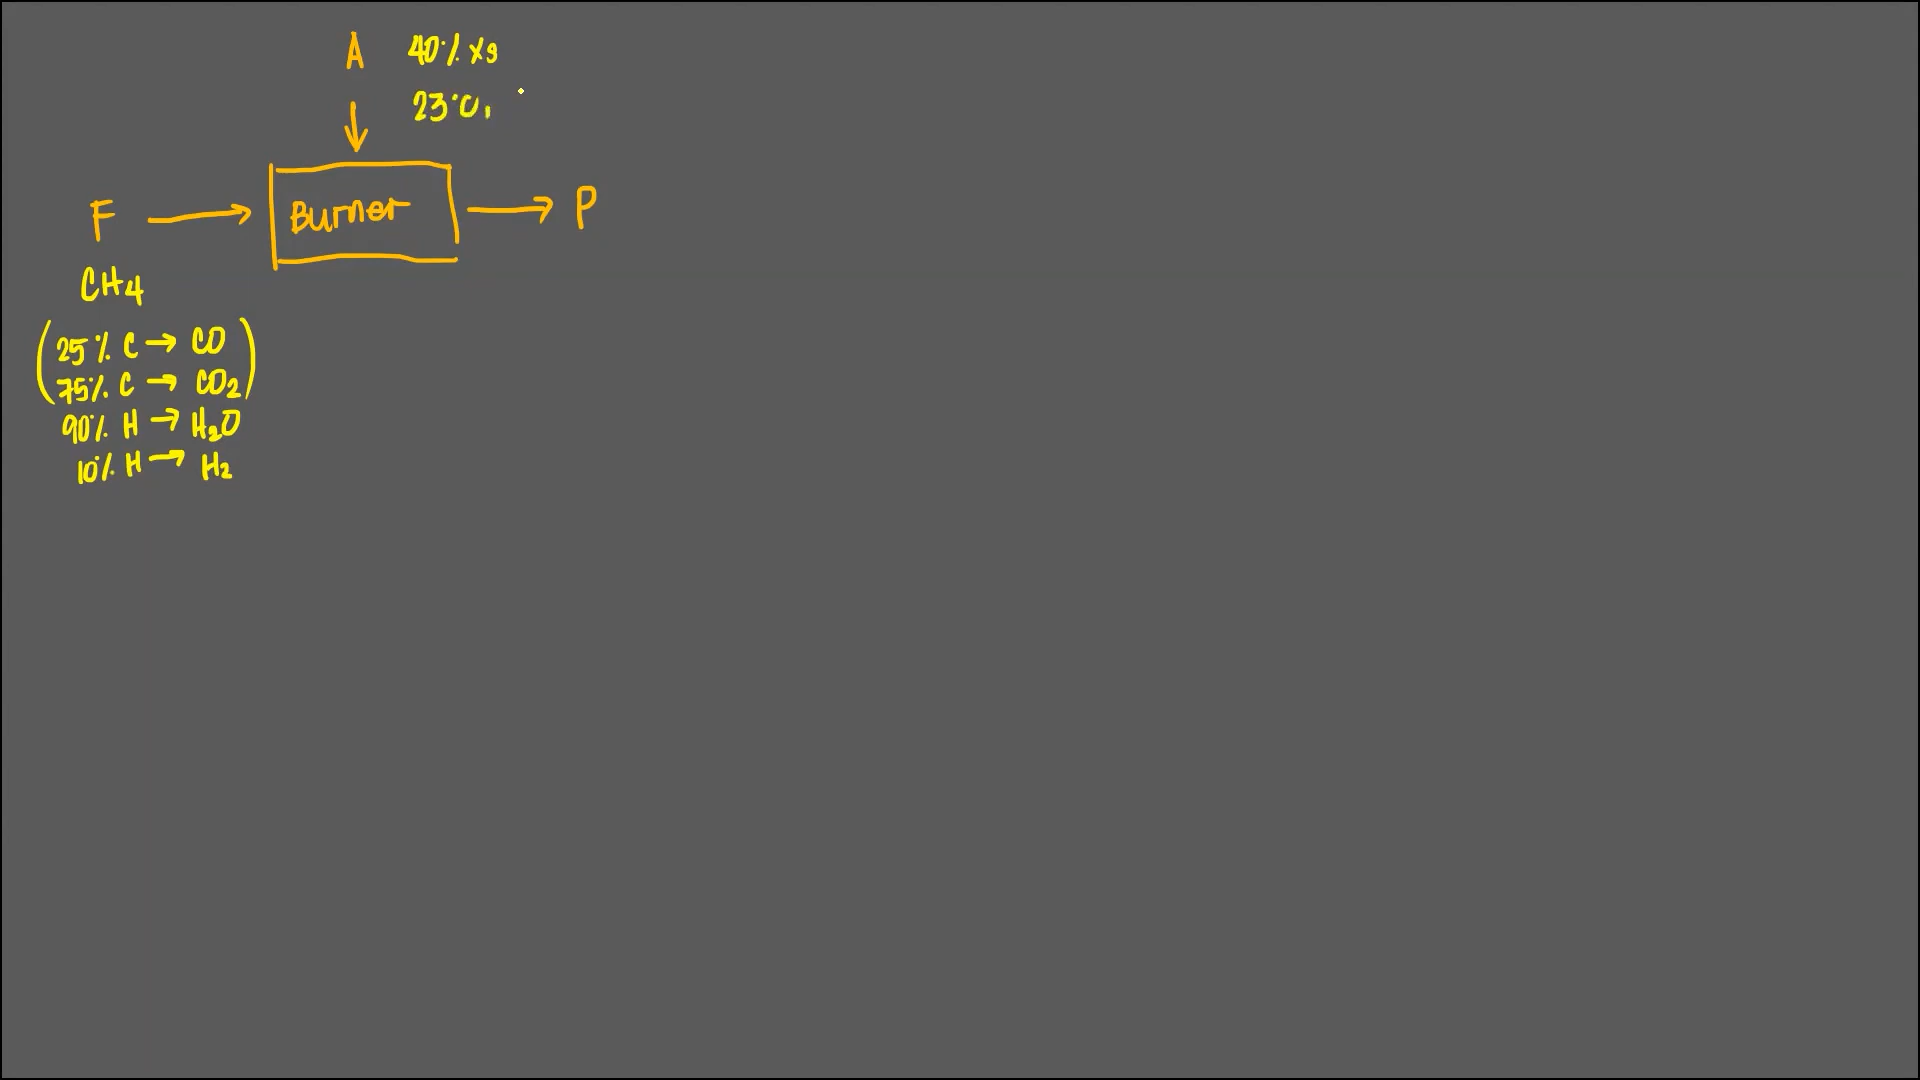 A 40% xs
23°C,
F → Burner → P
CH4
25% C → CO
75% C → CO2
90% H → H2O
10% H → H2